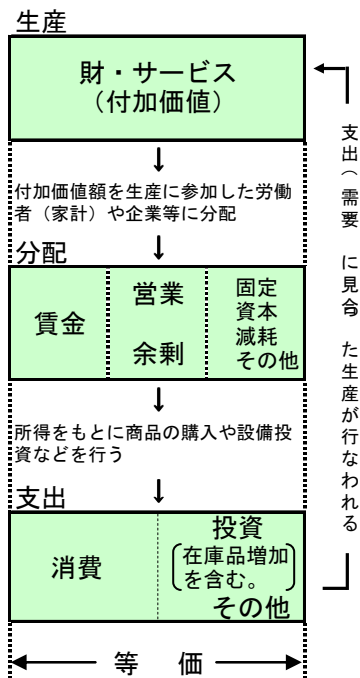 生産
財・サービス
（付加価値）
付加価値額を生産に参加した労働
者（家計）や企業等に分配
分配
賃金
営業
余剰
固定
資本
減耗
その他
所得をもとに商品の購入や設備投
資などを行う
支出
消費
投資
在庫品増加
を含む。
その他
等　価
支出（需要　に見合った生産が行なわれる